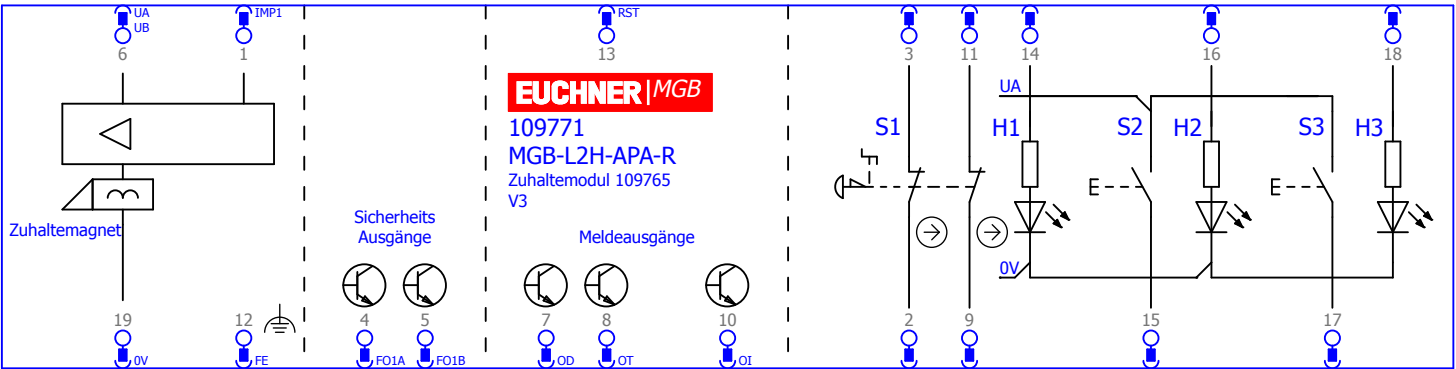 UA
UB
6
IMP1
1
RST
13
3
11
14
16
18
EUCHNER MGB
109771
MGB-L2H-APA-R
Zuhaltemodul 109765
V3
UA
S1
H1
S2
H2
S3
H3
Zuhaltemagnet
Sicherheits
Ausgänge
Meldeausgänge
0V
19
12
4
5
7
8
10
2
9
15
17
0V
FE
FO1A
FO1B
OD
OT
OI